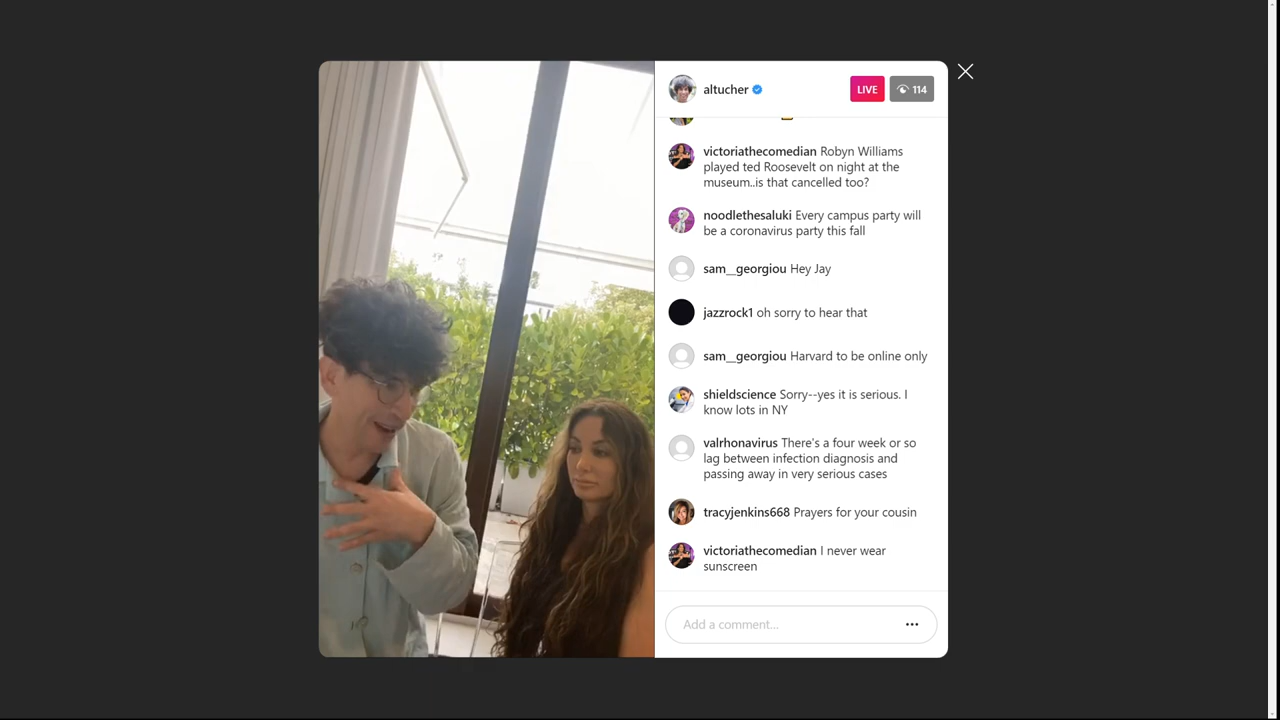 altucher
LIVE
114
victoriathecomedian Robyn Williams
played ted Roosevelt on night at the
museum..is that cancelled too?
noodlethesaluki Every campus party will
be a coronavirus party this fall
sam__georgiou Hey Jay
jazzrock1 oh sorry to hear that
sam__georgiou Harvard to be online only
shieldscience Sorry--yes it is serious. I
know lots in NY
valrhonavirus There's a four week or so
lag between infection diagnosis and
passing away in very serious cases
tracyjenkins668 Prayers for your cousin
victoriathecomedian I never wear
sunscreen
Add a comment...